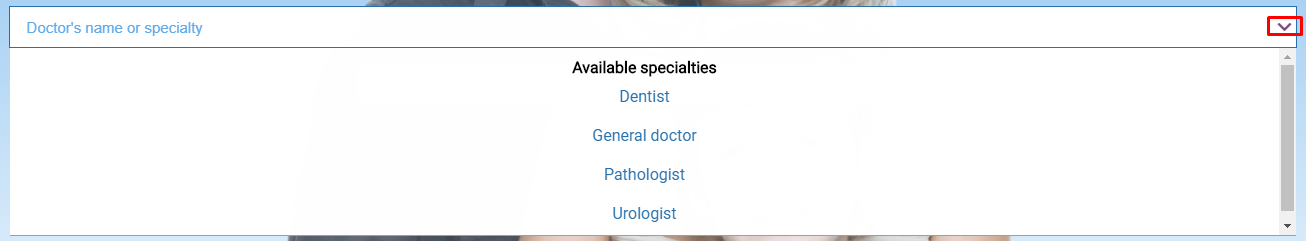 Doctor's name or specialty
Available specialties
Dentist
General doctor
Pathologist
Urologist